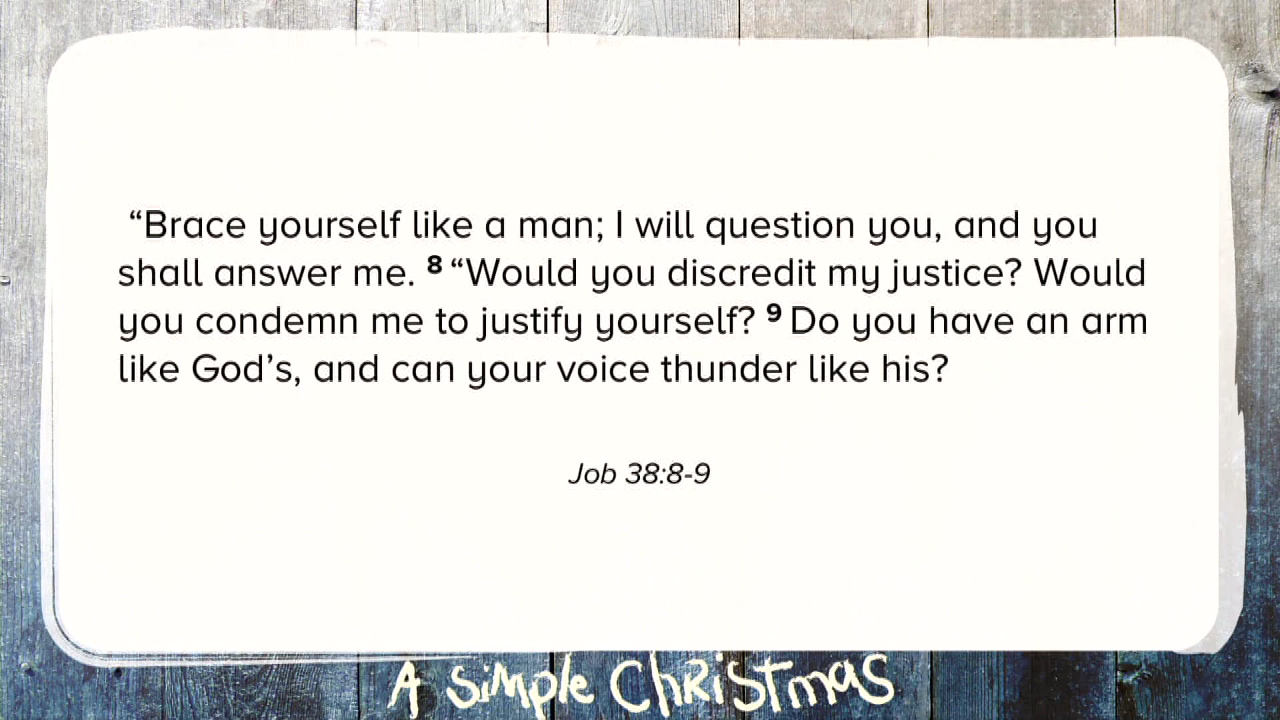 “Brace yourself like a man; I will question you, and you
shall answer me. 8 “Would you discredit my justice? Would
you condemn me to justify yourself? 9 Do you have an arm
like God’s, and can your voice thunder like his?
Job 38:8-9
A Simple Christmas